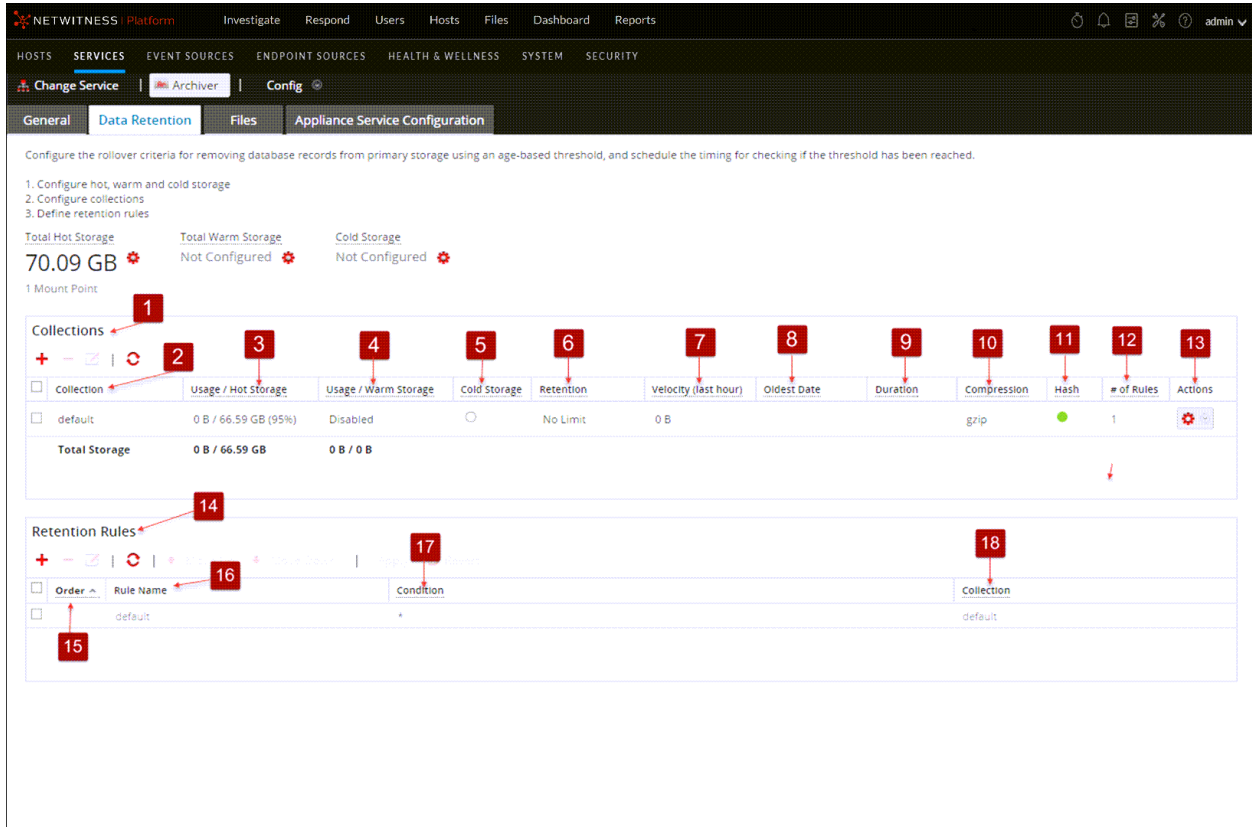 NETWITNESS Platform Investigate Respond Users Hosts Files Dashboard Reports admin
HOSTS SERVICES EVENT SOURCES ENDPOINT SOURCES HEALTH & WELLNESS SYSTEM SECURITY
Change Service | Archiver | Config
General Data Retention Files Appliance Service Configuration
Configure the rollover criteria for removing database records from primary storage using an age-based threshold, and schedule the timing for checking if the threshold has been reached.
1. Configure hot, warm and cold storage
2. Configure collections
3. Define retention rules
Total Hot Storage Total Warm Storage Cold Storage
70.09 GB Not Configured Not Configured
1 Mount Point
1
Collections
2 3 4 5 6 7 8 9 10 11 12 13
Collection Usage / Hot Storage Usage / Warm Storage Cold Storage Retention Velocity (last hour) Oldest Date Duration Compression Hash # of Rules Actions
default 0 B / 66.59 GB (95%) Disabled No Limit 0 B gzip 1
Total Storage 0 B / 66.59 GB 0 B / 0 B
14
Retention Rules
16 17 18
Order Rule Name Condition Collection
default * default
15